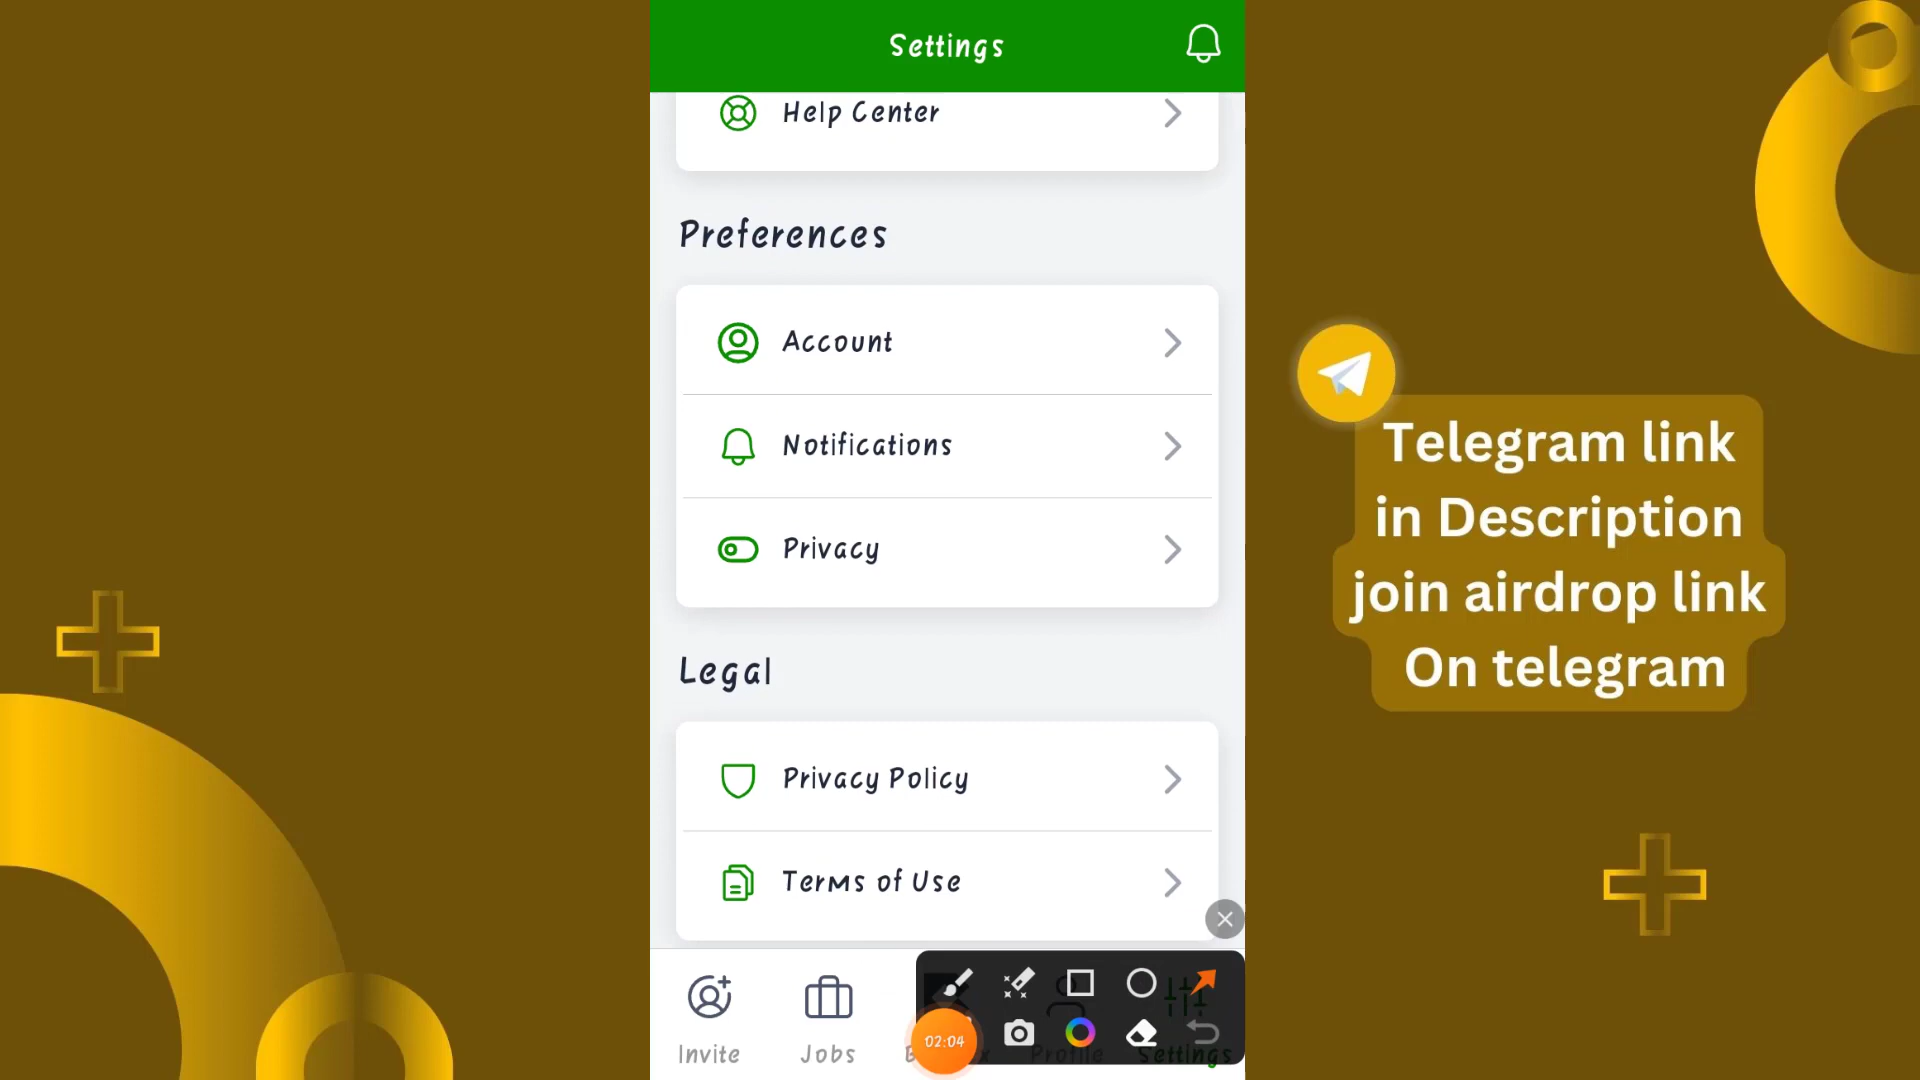 Settings
Help Center
Preferences
Account
Notifications
Privacy
Legal
Privacy Policy
Terms of Use
Invite
Jobs
Profile
Settings
02:04
Telegram link
in Description
join airdrop link
On telegram